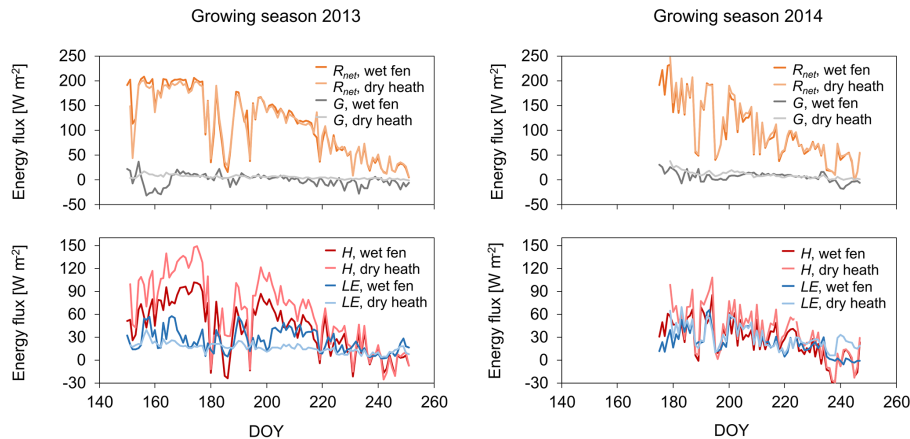 Growing season 2013
Growing season 2014
Energy flux [W m-2]
250
200
150
100
50
0
-50
Rnet, wet fen
Rnet, dry heath
G, wet fen
G, dry heath
Energy flux [W m-2]
250
200
150
100
50
0
-50
Rnet, wet fen
Rnet, dry heath
G, wet fen
G, dry heath
Energy flux [W m-2]
150
120
90
60
30
0
-30
H, wet fen
H, dry heath
LE, wet fen
LE, dry heath
140 160 180 200 220 240 260
DOY
Energy flux [W m-2]
150
120
90
60
30
0
-30
H, wet fen
H, dry heath
LE, wet fen
LE, dry heath
140 160 180 200 220 240 260
DOY